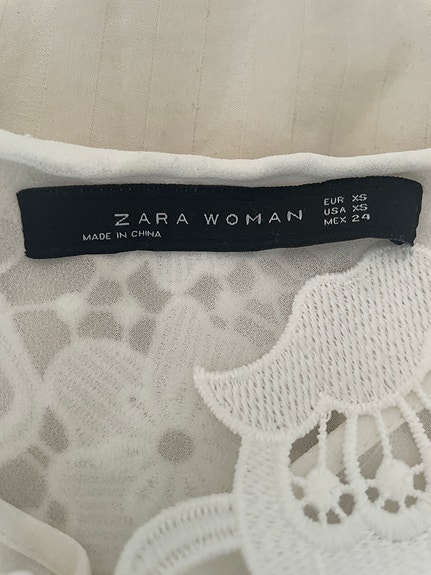 ZARA WOMAN
MADE IN CHINA
EUR XS
USA XS
MEX 24